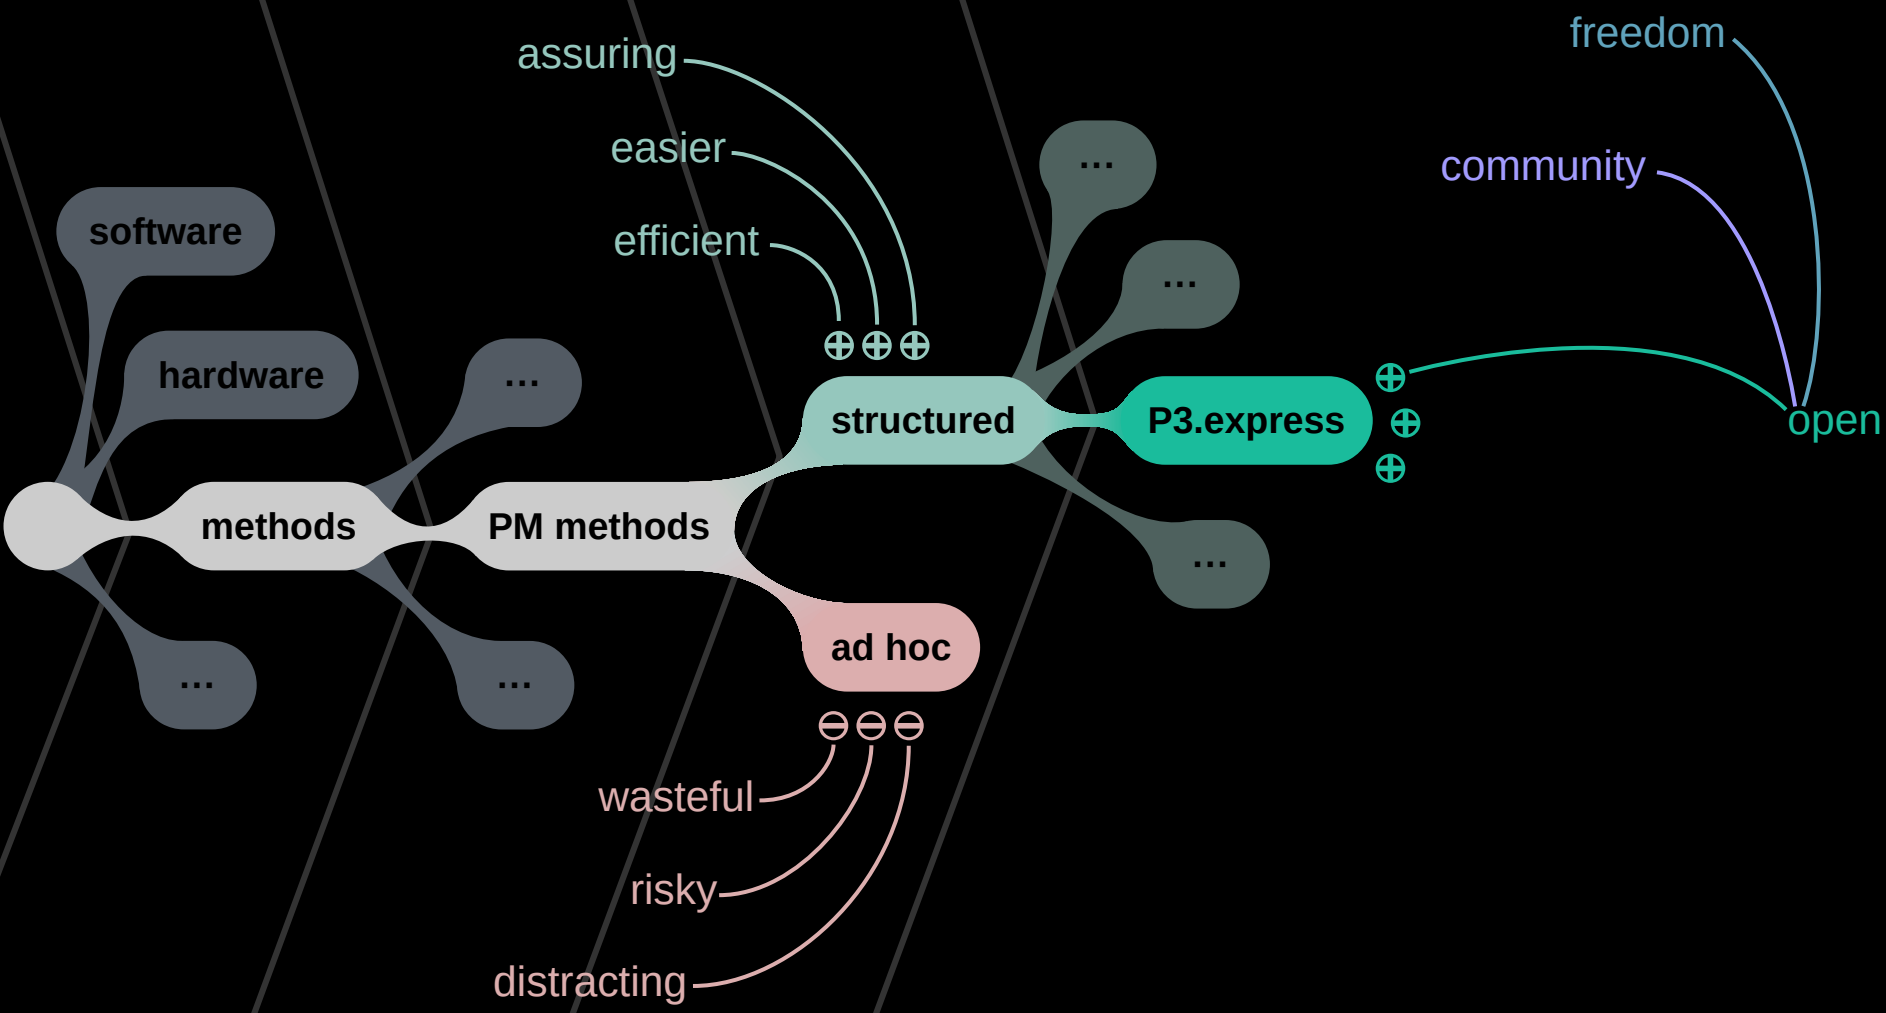 freedom
assuring
easier
community
...
efficient
software
...
hardware
...
structured
P3.express
open
methods
PM methods
...
ad hoc
...
...
wasteful
risky
distracting